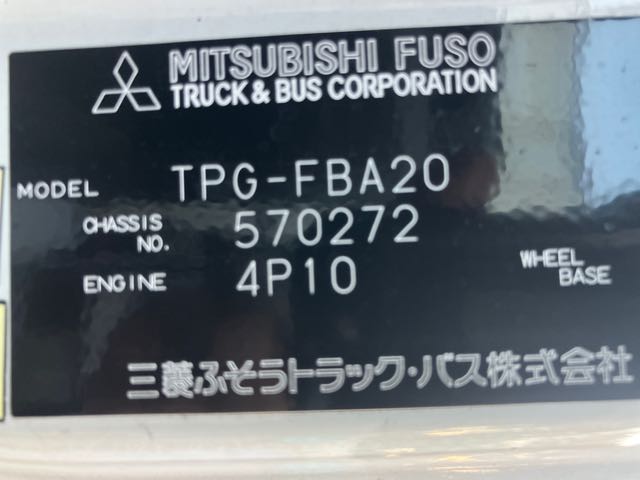 MITSUBISHI FUSO
TRUCK & BUS CORPORATION
MODEL TPG-FBA20
CHASSIS NO. 570272
ENGINE 4P10 WHEEL BASE
三菱ふそうトラック・バス株式会社